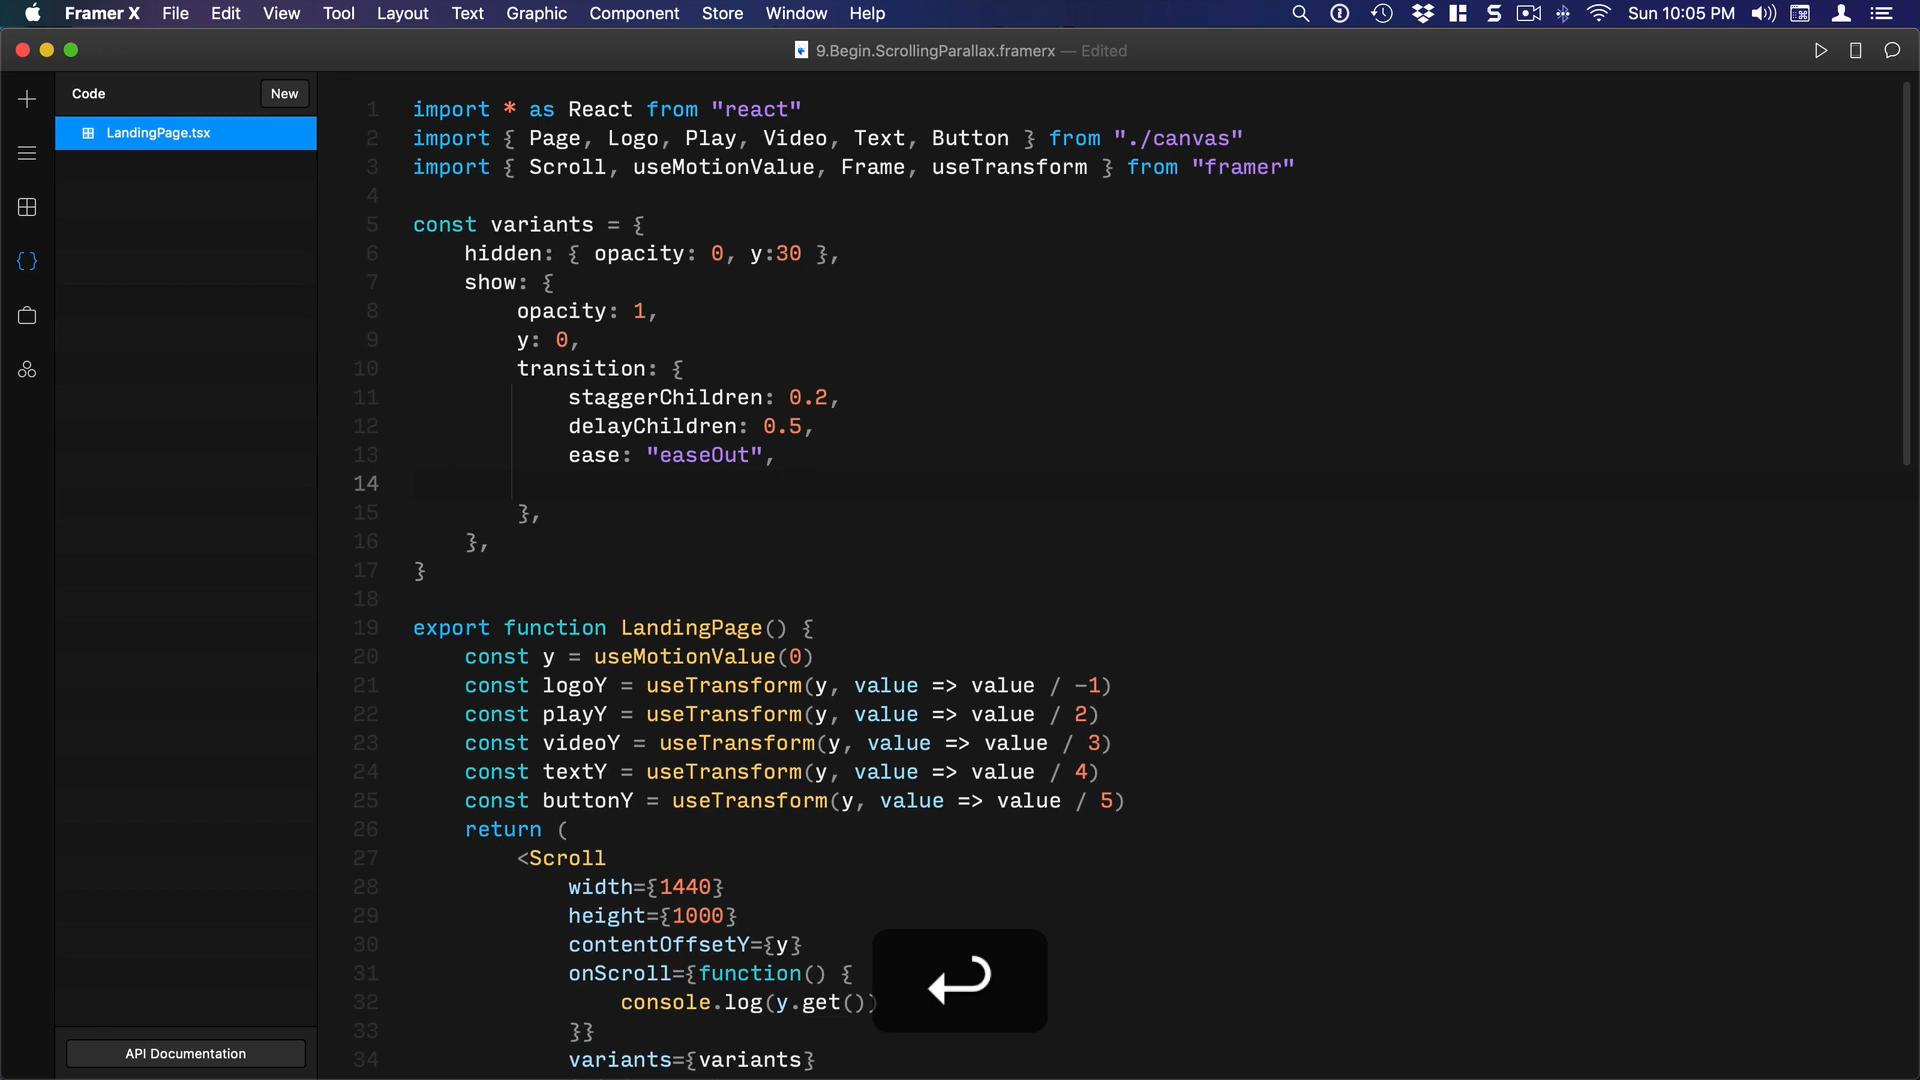 Framer X File Edit View Tool Layout Text Graphic Component Store Window Help Sun 10:05 PM
9.Begin.ScrollingParallax.framerx — Edited
Code New
LandingPage.tsx
1 import * as React from "react"
2 import { Page, Logo, Play, Video, Text, Button } from "./canvas"
3 import { Scroll, useMotionValue, Frame, useTransform } from "framer"
4
5 const variants = {
6 hidden: { opacity: 0, y:30 },
7 show: {
8 opacity: 1,
9 y: 0,
10 transition: {
11 staggerChildren: 0.2,
12 delayChildren: 0.5,
13 ease: "easeOut",
14
15 },
16 },
17 }
18
19 export function LandingPage() {
20 const y = useMotionValue(0)
21 const logoY = useTransform(y, value => value / -1)
22 const playY = useTransform(y, value => value / 2)
23 const videoY = useTransform(y, value => value / 3)
24 const textY = useTransform(y, value => value / 4)
25 const buttonY = useTransform(y, value => value / 5)
26 return (
27 <Scroll
28 width={1440}
29 height={1000}
30 contentOffsetY={y}
31 onScroll={function() {
32 console.log(y.get())
33 }}
34 variants={variants}
API Documentation